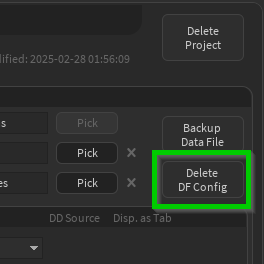 Delete
Project
lified: 2025-02-28 01:56:09
s
Pick
Backup
Data File
Pick
Delete
DF Config
es
Pick
DD Source
Disp. as Tab